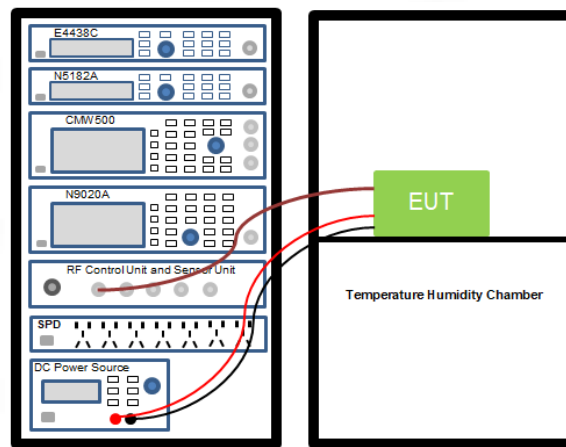 E4438C
N5182A
CMW500
N9020A
RF Control Unit and Sensor Unit
SPD
DC Power Source
EUT
Temperature Humidity Chamber